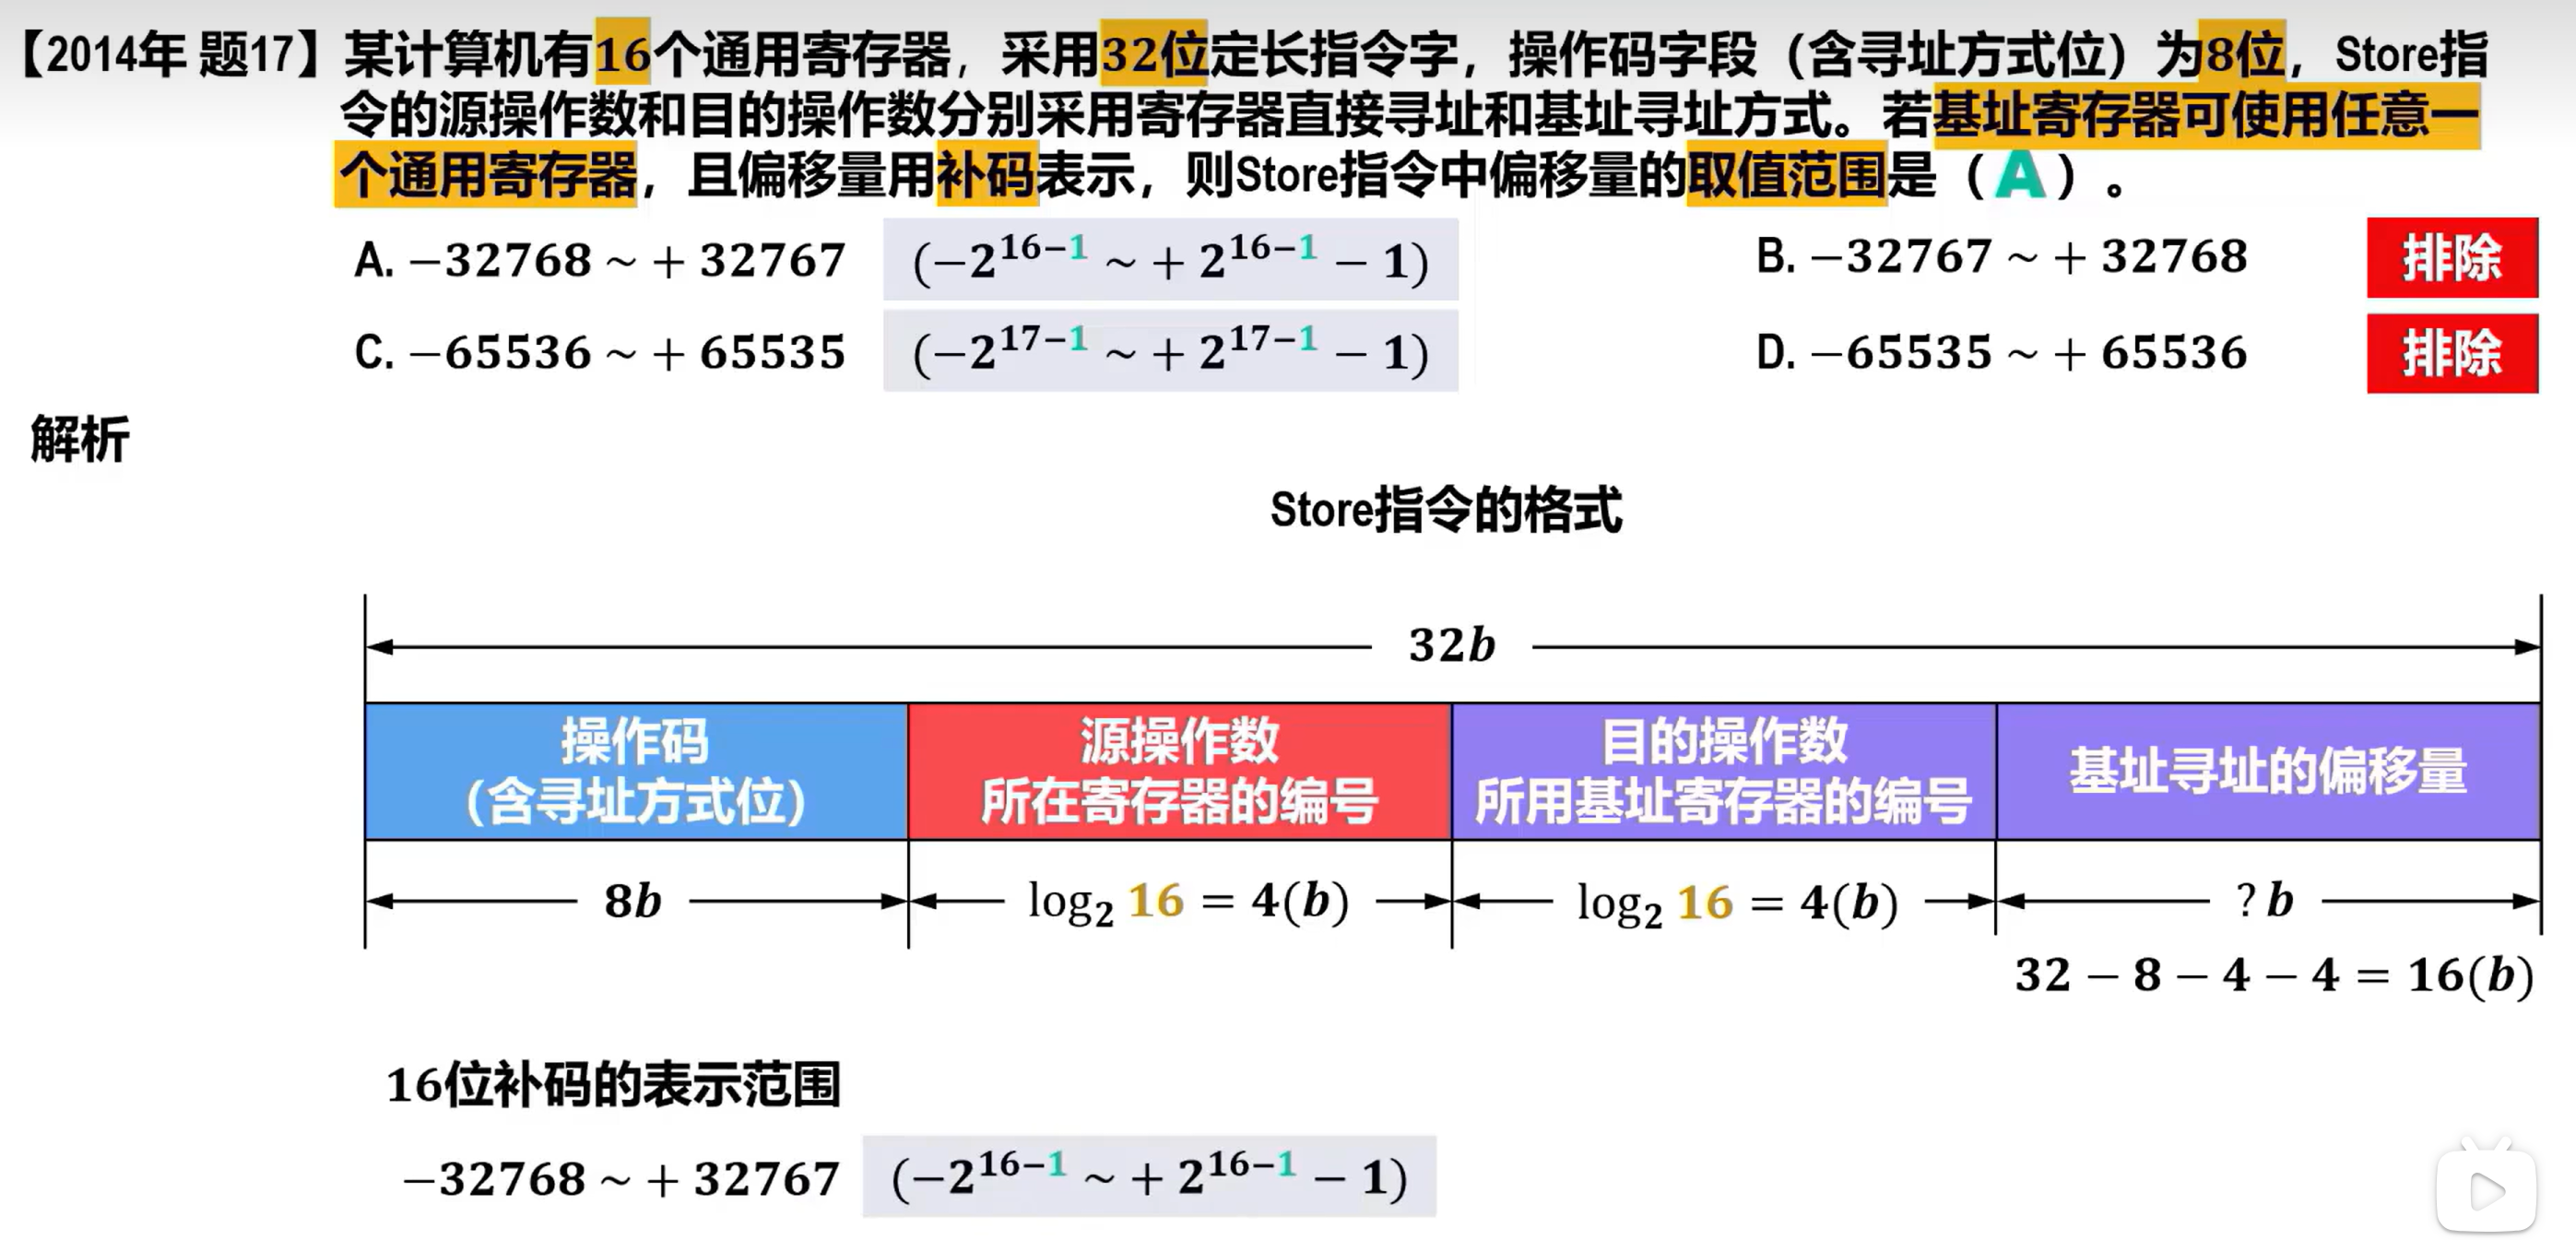 【2014年 题17】某计算机有16个通用寄存器，采用32位定长指令字，操作码字段（含寻址方式位）为8位，Store指
令的源操作数和目的操作数分别采用寄存器直接寻址和基址寻址方式。若基址寄存器可使用任意一
个通用寄存器，且偏移量用补码表示，则Store指令中偏移量的取值范围是（A）。
A. −32768 ~ + 32767 (−2^{16−1} ~ + 2^{16−1} − 1) B. −32767 ~ + 32768 排除
C. −65536 ~ + 65535 (−2^{17−1} ~ + 2^{17−1} − 1) D. −65535 ~ + 65536 排除
解析
Store指令的格式
32b
操作码
(含寻址方式位)
源操作数
所在寄存器的编号
目的操作数
所用基址寄存器的编号
基址寻址的偏移量
8b log₂ 16 = 4(b) log₂ 16 = 4(b) ? b
32 − 8 − 4 − 4 = 16(b)
16位补码的表示范围
−32768 ~ + 32767 (−2^{16−1} ~ + 2^{16−1} − 1)